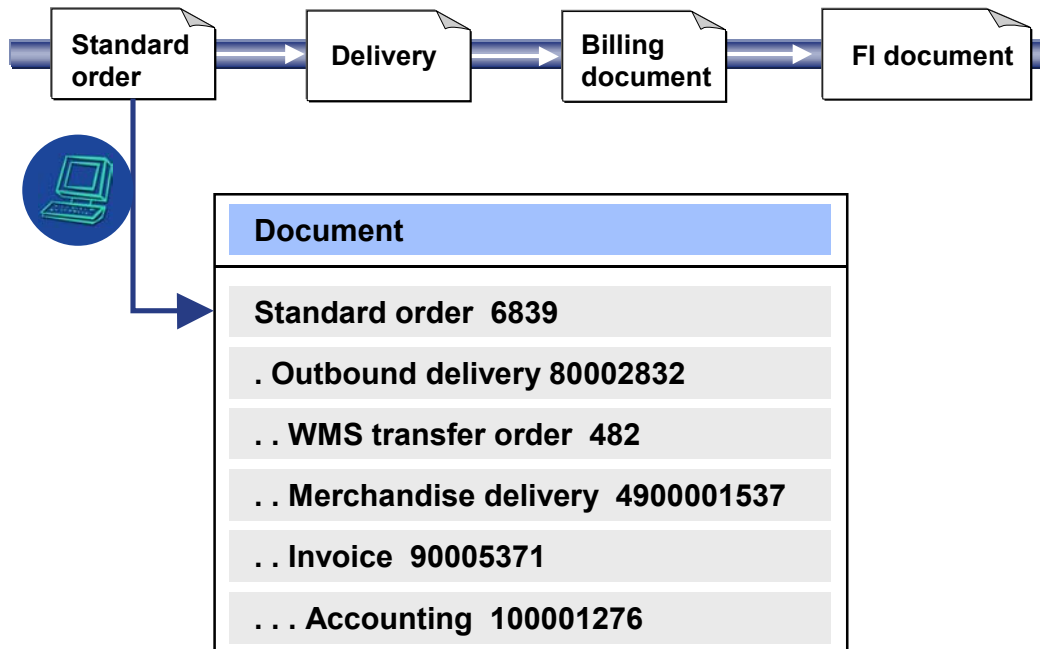 Standard
order
Delivery
Billing
document
FI document
Document
Standard order 6839
. Outbound delivery 80002832
. . WMS transfer order 482
. . Merchandise delivery 4900001537
. . Invoice 90005371
. . . Accounting 100001276